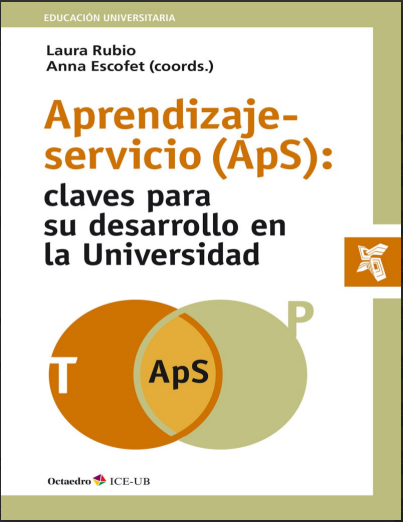 EDUCACIÓN UNIVERSITARIA
Laura Rubio
Anna Escofet (coords.)
Aprendizaje-
servicio (ApS):
claves para
su desarrollo en
la Universidad
P
T
ApS
Octaedro ICE-UB